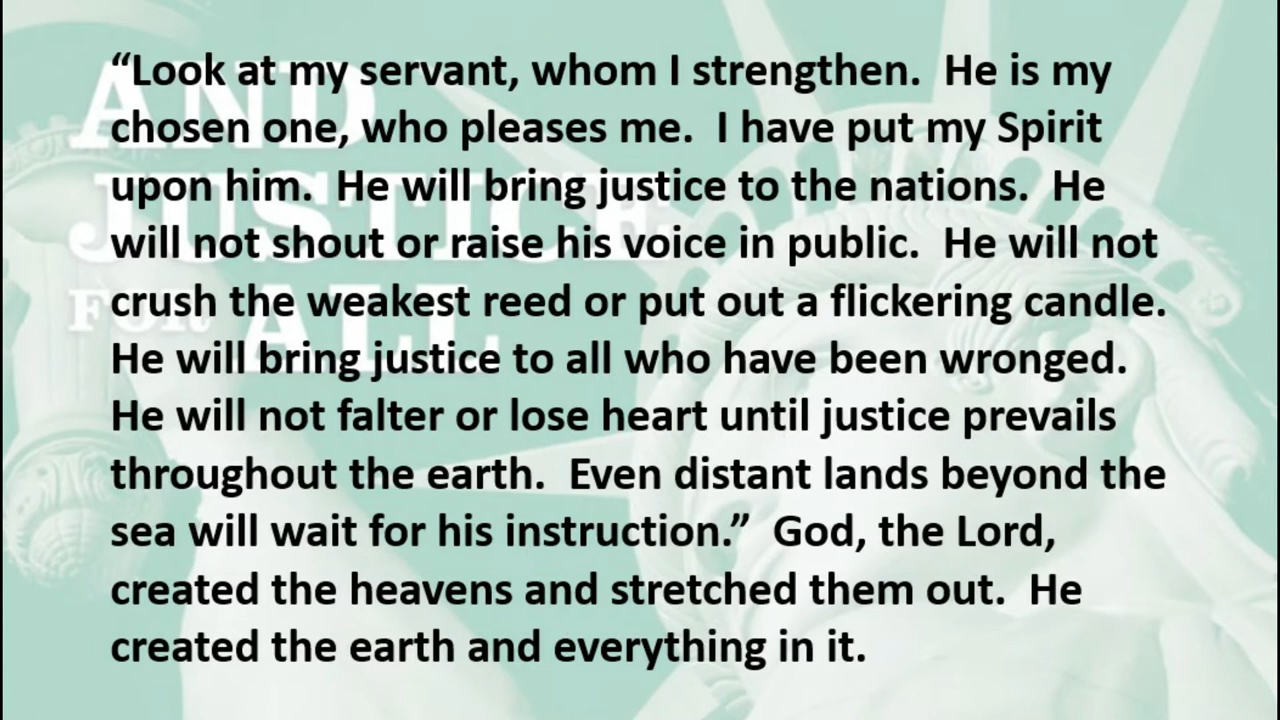 AND
JUSTICE
FOR ALL
“Look at my servant, whom I strengthen.  He is my
chosen one, who pleases me.  I have put my Spirit
upon him.  He will bring justice to the nations.  He
will not shout or raise his voice in public.  He will not
crush the weakest reed or put out a flickering candle.
He will bring justice to all who have been wronged.
He will not falter or lose heart until justice prevails
throughout the earth.  Even distant lands beyond the
sea will wait for his instruction.”  God, the Lord,
created the heavens and stretched them out.  He
created the earth and everything in it.